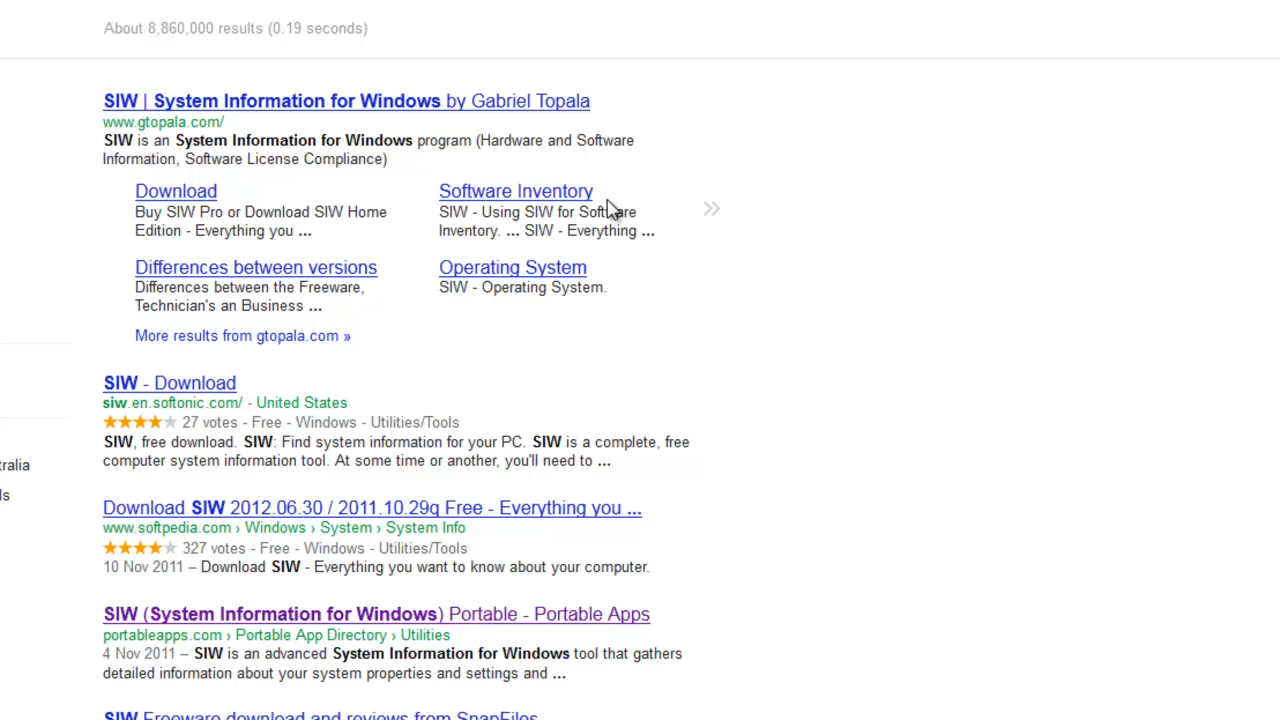 About 8,860,000 results (0.19 seconds)
SIW | System Information for Windows by Gabriel Topala
www.gtopala.com/
SIW is an System Information for Windows program (Hardware and Software
Information, Software License Compliance)
Download
Buy SIW Pro or Download SIW Home
Edition - Everything you ...
Software Inventory
SIW - Using SIW for Software
Inventory. ... SIW - Everything ...
»
Differences between versions
Differences between the Freeware,
Technician's an Business ...
Operating System
SIW - Operating System.
More results from gtopala.com »
SIW - Download
siw.en.softonic.com/ - United States
27 votes - Free - Windows - Utilities/Tools
SIW, free download. SIW: Find system information for your PC. SIW is a complete, free
computer system information tool. At some time or another, you'll need to ...
tralia
ls
Download SIW 2012.06.30 / 2011.10.29q Free - Everything you ...
www.softpedia.com › Windows › System › System Info
327 votes - Free - Windows - Utilities/Tools
10 Nov 2011 – Download SIW - Everything you want to know about your computer.
SIW (System Information for Windows) Portable - Portable Apps
portableapps.com › Portable App Directory › Utilities
4 Nov 2011 – SIW is an advanced System Information for Windows tool that gathers
detailed information about your system properties and settings and ...
SIW Freeware download and reviews from SnapFiles